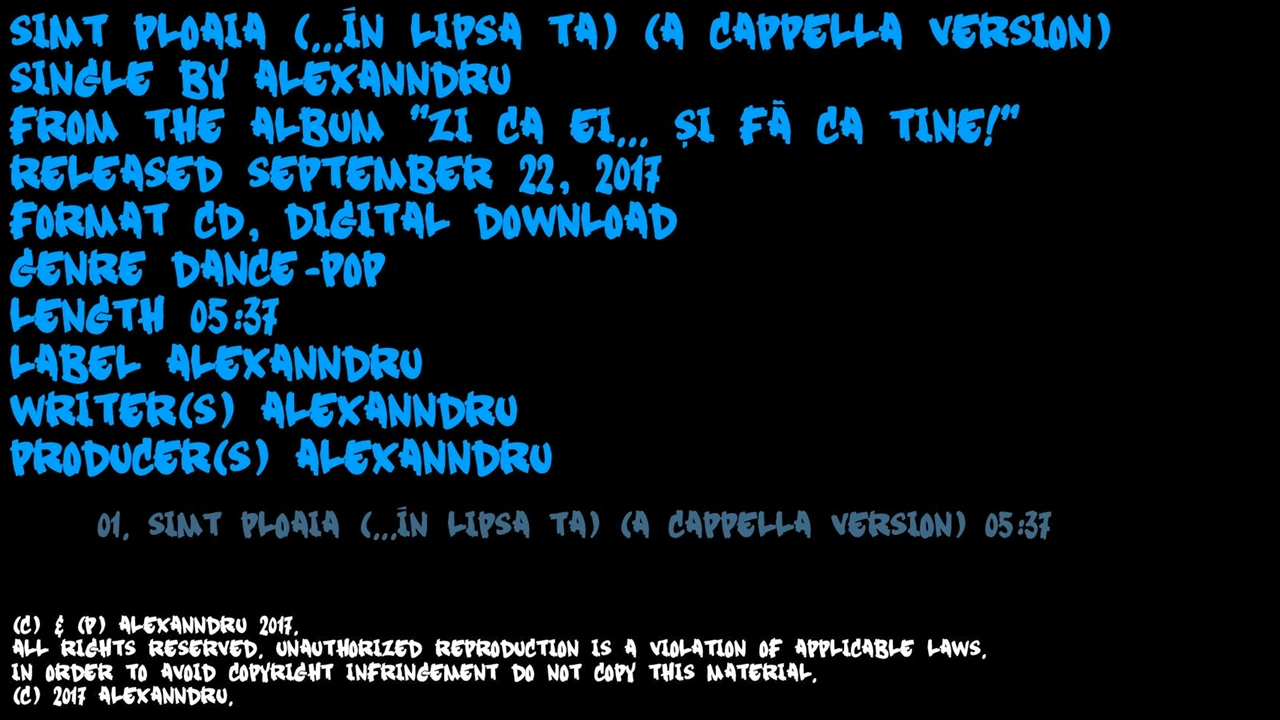 SIMT PLOAIA (...ÎN LIPSA TA) (A CAPPELLA VERSION)
SINGLE BY ALEXANNDRU
FROM THE ALBUM "ZI CA EI... ȘI FĂ CA TINE!"
RELEASED SEPTEMBER 22, 2017
FORMAT CD, DIGITAL DOWNLOAD
GENRE DANCE-POP
LENGTH 05:37
LABEL ALEXANNDRU
WRITER(S) ALEXANNDRU
PRODUCER(S) ALEXANNDRU
01. SIMT PLOAIA (...ÎN LIPSA TA) (A CAPPELLA VERSION) 05:37
(C) & (P) ALEXANNDRU 2017.
ALL RIGHTS RESERVED. UNAUTHORIZED REPRODUCTION IS A VIOLATION OF APPLICABLE LAWS.
IN ORDER TO AVOID COPYRIGHT INFRINGEMENT DO NOT COPY THIS MATERIAL.
(C) 2017 ALEXANNDRU.